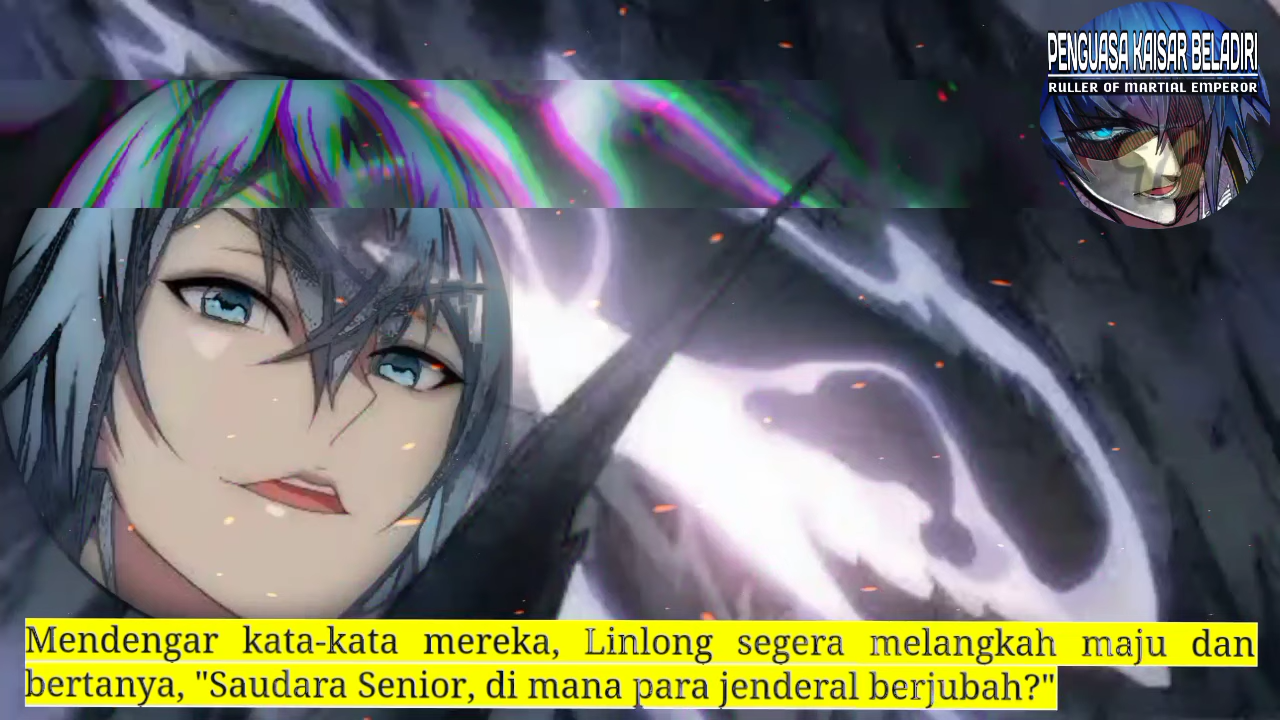 PENGUASA KAISAR BELADIRI
RULLER OF MARTIAL EMPEROR
Mendengar kata-kata mereka, Linlong segera melangkah maju dan
bertanya, "Saudara Senior, di mana para jenderal berjubah?"